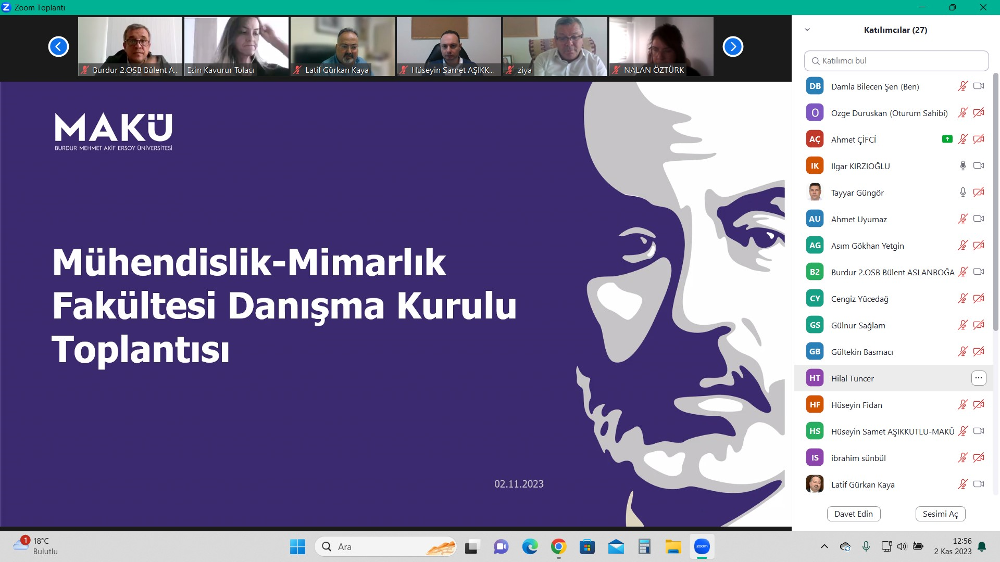 Zoom Toplantı
Burdur 2.OSB Bülent A...
Esin Kavurur Tolacı
Latif Gürkan Kaya
Hüseyin Samet AŞIKK...
ziya
NALAN ÖZTÜRK
MAKÜ
BURDUR MEHMET AKİF ERSOY ÜNİVERSİTESİ
Mühendislik-Mimarlık
Fakültesi Danışma Kurulu
Toplantısı
02.11.2023
Katılımcılar (27)
Katılımcı bul
DB Damla Bilecen Şen (Ben)
O Ozge Duruskan (Oturum Sahibi)
AÇ Ahmet ÇİFCİ
IK Ilgar KIRZIOĞLU
Tayyar Güngör
AU Ahmet Uyumaz
AG Asım Gökhan Yetgin
B2 Burdur 2.OSB Bülent ASLANBOĞA
CY Cengiz Yücedağ
GS Gülnur Sağlam
GB Gültekin Basmacı
HT Hilal Tuncer
HF Hüseyin Fidan
HS Hüseyin Samet AŞIKKUTLU-MAKÜ
IS ibrahim sünbül
Latif Gürkan Kaya
Davet Edin
Sesimi Aç
1
18°C
Bulutlu
Ara
zoom
12:56
2 Kas 2023